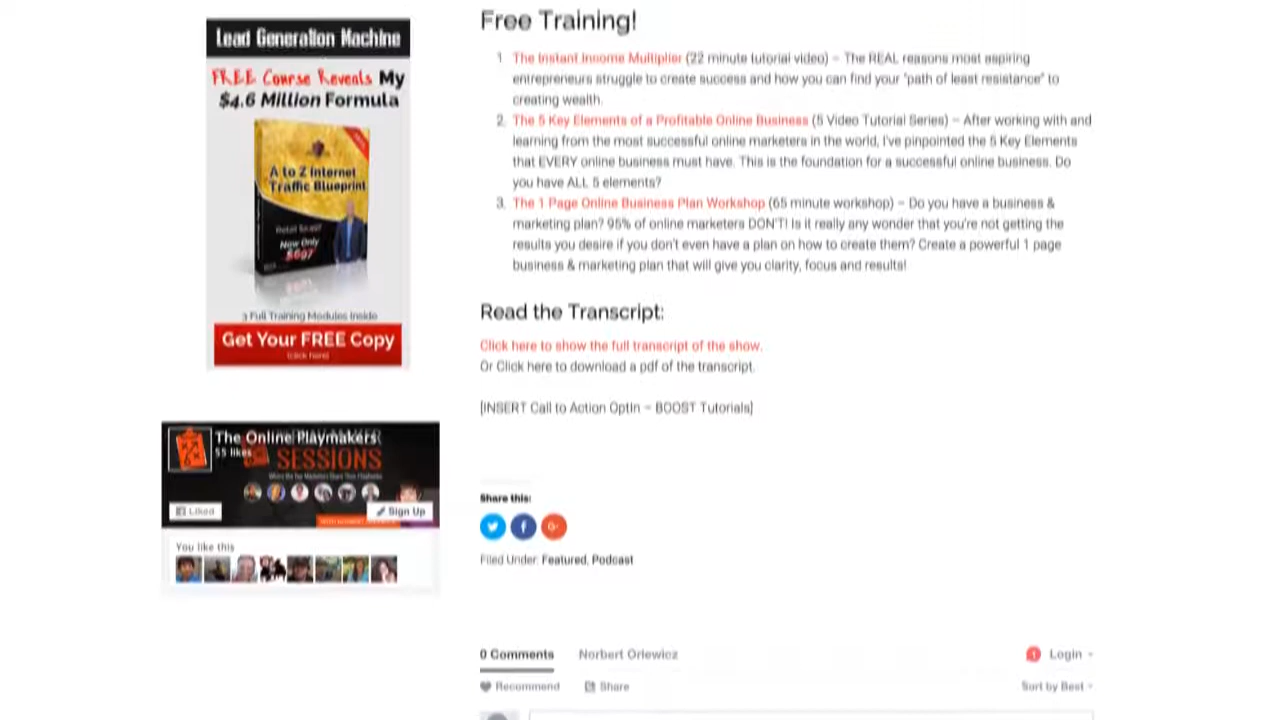 Lead Generation Machine
FREE Course Reveals My
$4.6 Million Formula
A to Z Internet
Traffic Blueprint
Retail $1,997
Now Only
$697
3 Full Training Modules Inside
Get Your FREE Copy
(click here)
The Online Playmakers
55 likes
SESSIONS
Liked
Sign Up
You like this
Free Training!
1. The Instant Income Multiplier (22 minute tutorial video) – The REAL reasons most aspiring
entrepreneurs struggle to create success and how you can find your "path of least resistance" to
creating wealth.
2. The 5 Key Elements of a Profitable Online Business (5 Video Tutorial Series) – After working with and
learning from the most successful online marketers in the world, I've pinpointed the 5 Key Elements
that EVERY online business must have. This is the foundation for a successful online business. Do
you have ALL 5 elements?
3. The 1 Page Online Business Plan Workshop (65 minute workshop) – Do you have a business &
marketing plan? 95% of online marketers DON'T! Is it really any wonder that you're not getting the
results you desire if you don't even have a plan on how to create them? Create a powerful 1 page
business & marketing plan that will give you clarity, focus and results!
Read the Transcript:
Click here to show the full transcript of the show.
Or Click here to download a pdf of the transcript.
[INSERT Call to Action OptIn – BOOST Tutorials]
Share this:
Filed Under: Featured, Podcast
0 Comments
Norbert Orlewicz
1
Login
Recommend
Share
Sort by Best